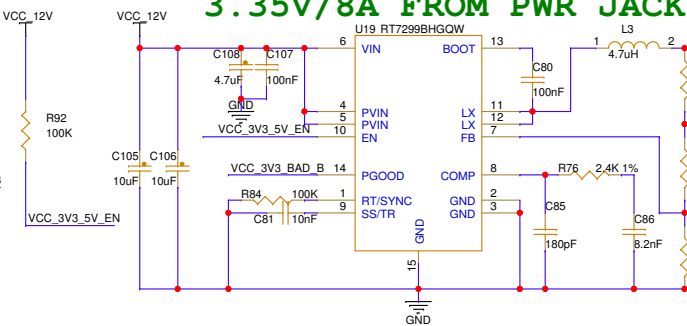 3.35V/8A FROM PWR JACK
VCC_12V
VCC_12V
U19 RT7299BHGQW
L3
6 VIN
BOOT 13
1 2
4.7uH
C108 C107
4.7uF 100nF
GND
C80
100nF
R92
100K
4 PVIN
5 PVIN
10 EN
LX 11
LX 12
FB 7
VCC_3V3_5V_EN
C105 C106
10uF 10uF
VCC_3V3_BAD_B 14 PGOOD
COMP 8
R76 2.4K 1%
R84 100K 1 RT/SYNC
C81 10nF 9 SS/TR
GND 2
GND 3
VCC_3V3_5V_EN
C85
180pF
C86
8.2nF
GND
15
GND